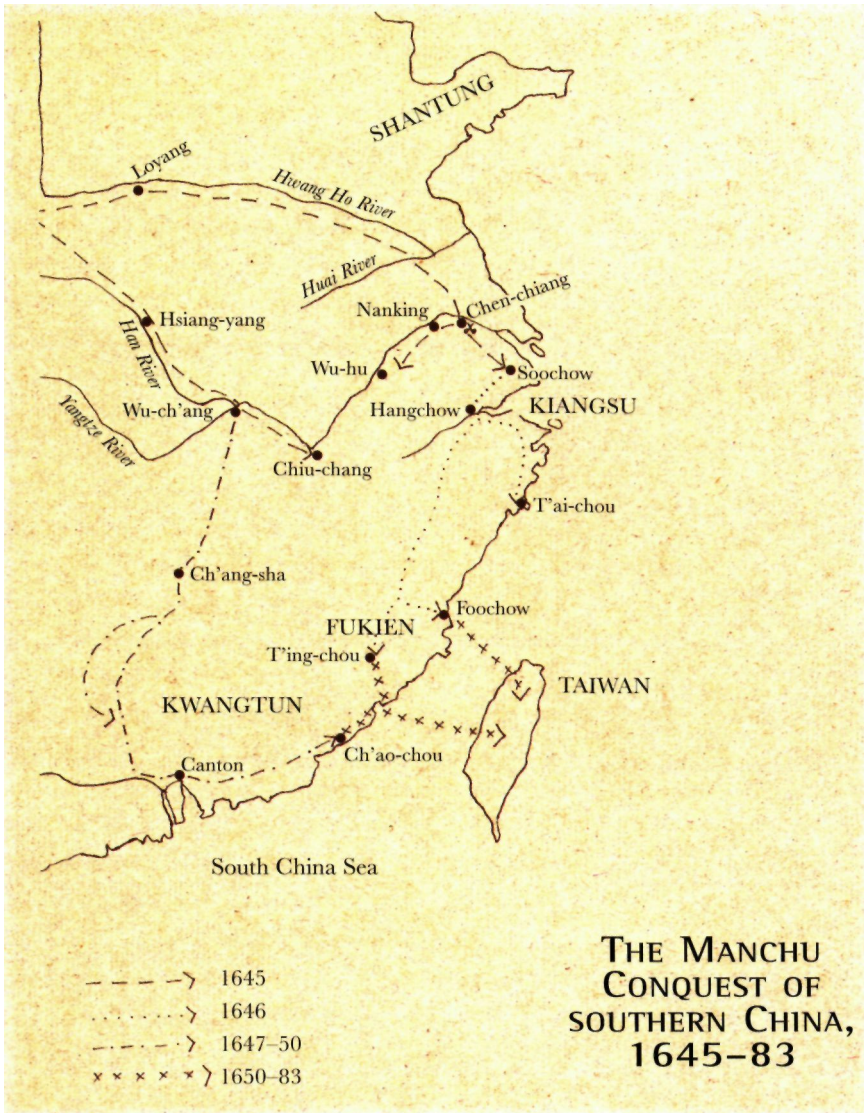 SHANTUNG
Loyang
Hwang Ho River
Huai River
Nanking
Chen-chiang
Hsiang-yang
Han River
Wu-hu
Soochow
Yangtze River
Wu-ch'ang
Hangchow
KIANGSU
Chiu-chang
T'ai-chou
Ch'ang-sha
Foochow
FUKIEN
T'ing-chou
TAIWAN
KWANGTUN
Canton
Ch'ao-chou
South China Sea
1645
1646
1647–50
1650–83
THE MANCHU
CONQUEST OF
SOUTHERN CHINA,
1645–83